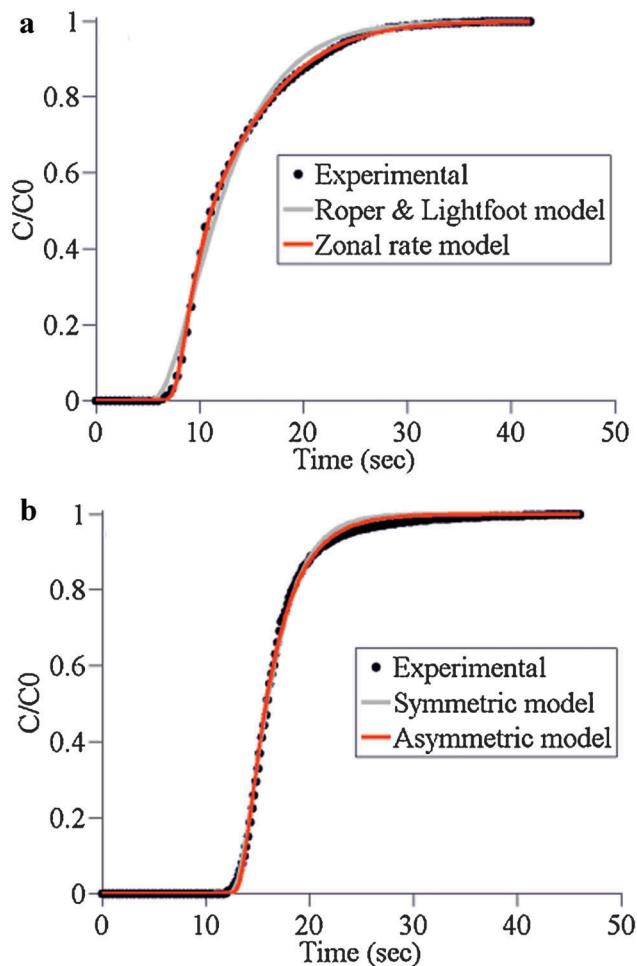 a
1
0.8
0.6
0.4
0.2
0
C/C0
Experimental
Roper & Lightfoot model
Zonal rate model
0 10 20 30 40 50
Time (sec)
b
1
0.8
0.6
0.4
0.2
0
C/C0
Experimental
Symmetric model
Asymmetric model
0 10 20 30 40 50
Time (sec)